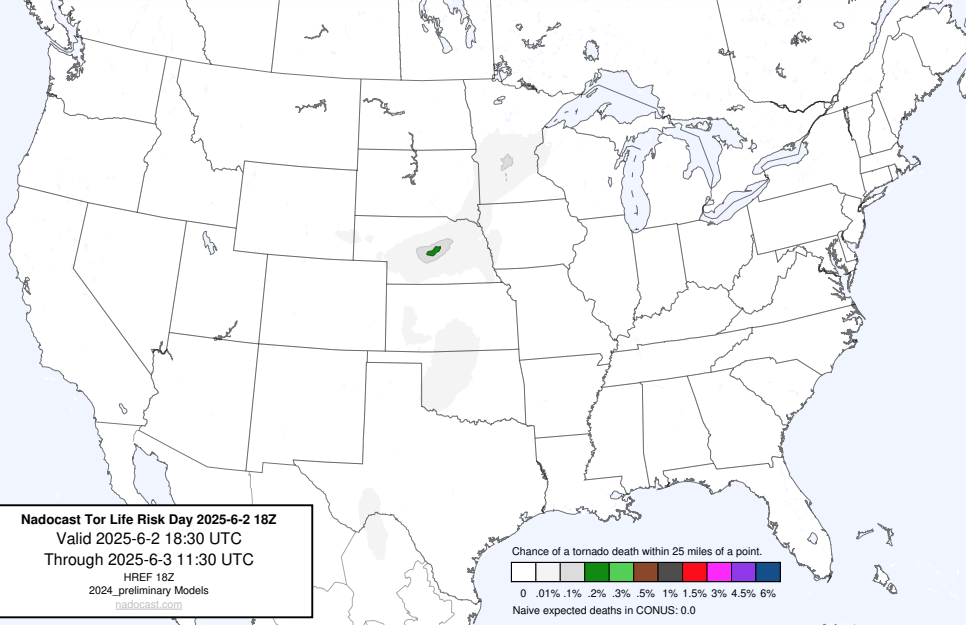 Nadocast Tor Life Risk Day 2025-6-2 18Z
Valid 2025-6-2 18:30 UTC
Through 2025-6-3 11:30 UTC
HREF 18Z
2024_preliminary Models
nadocast.com
Chance of a tornado death within 25 miles of a point.
0 .01% .1% .2% .3% .5% 1% 1.5% 3% 4.5% 6%
Naive expected deaths in CONUS: 0.0